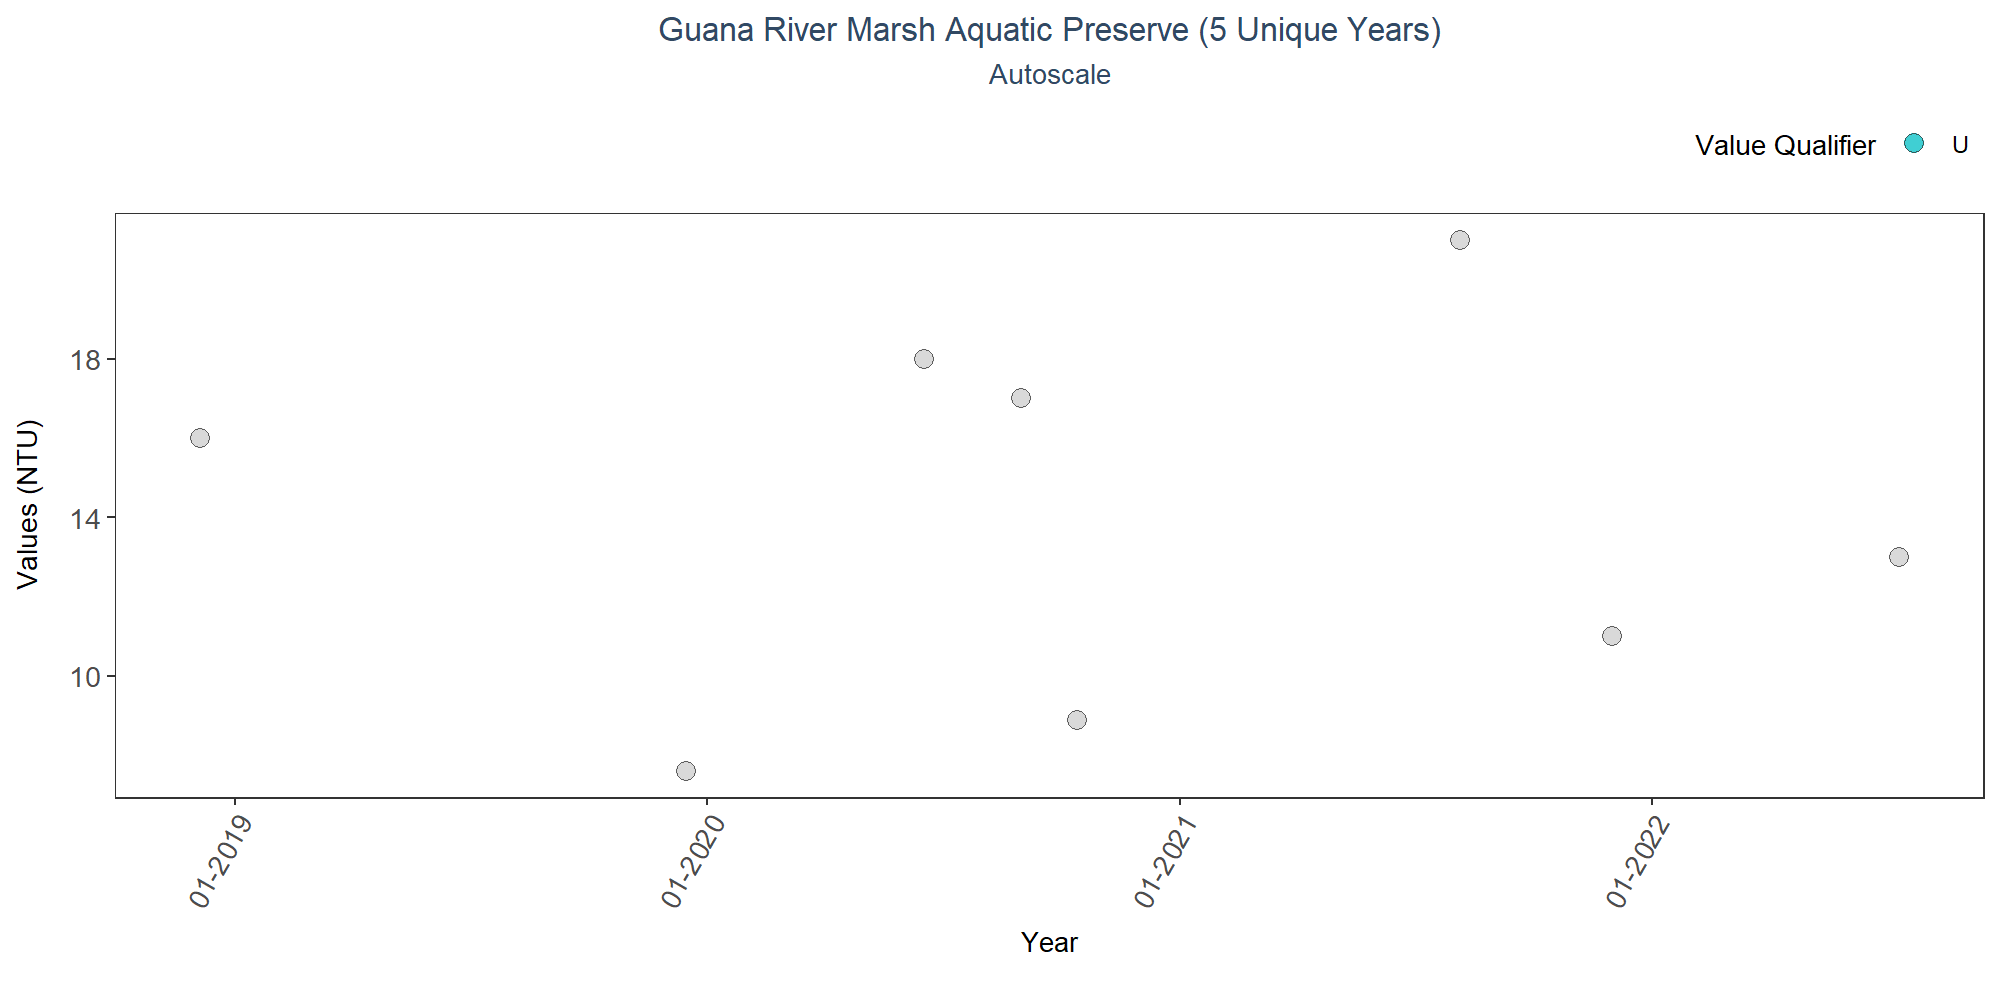 Guana River Marsh Aquatic Preserve (5 Unique Years)
Autoscale
Value Qualifier U
18
14
10
Values (NTU)
01-2019
01-2020
01-2021
01-2022
Year